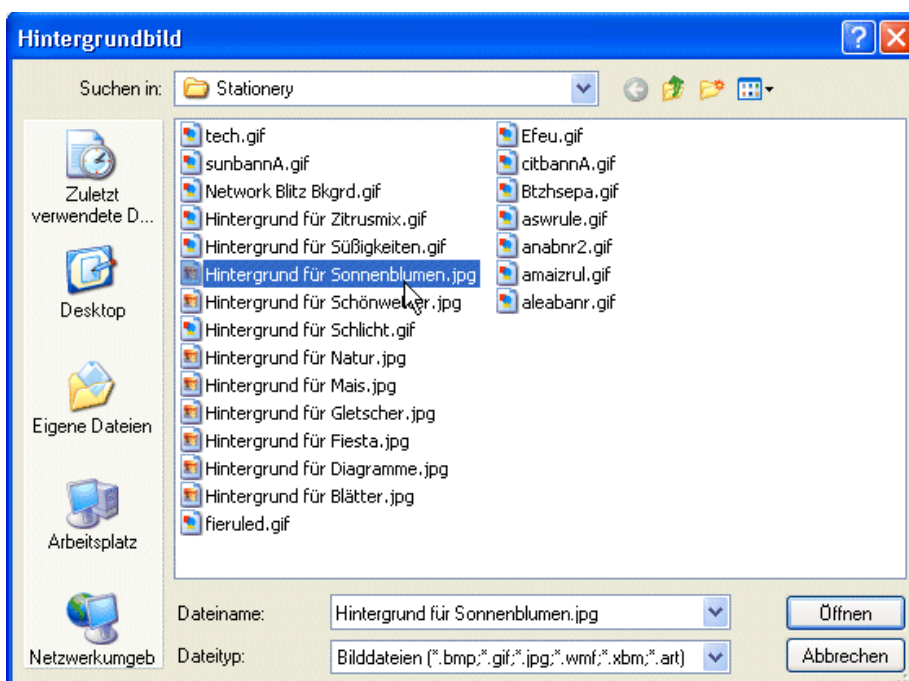 Hintergrundbild
Suchen in: Stationery
Zuletzt
verwendete D...
Desktop
Eigene Dateien
Arbeitsplatz
Netzwerkumgeb
tech.gif
sunbannA.gif
Network Blitz Bkgrd.gif
Hintergrund für Zitrusmix.gif
Hintergrund für Süßigkeiten.gif
Hintergrund für Sonnenblumen.jpg
Hintergrund für Schönwetter.jpg
Hintergrund für Schlicht.gif
Hintergrund für Natur.jpg
Hintergrund für Mais.jpg
Hintergrund für Gletscher.jpg
Hintergrund für Fiesta.jpg
Hintergrund für Diagramme.jpg
Hintergrund für Blätter.jpg
fieruled.gif
Efeu.gif
citbannA.gif
Btzhsepa.gif
aswrule.gif
anabnr2.gif
amaizrul.gif
aleabanr.gif
Dateiname: Hintergrund für Sonnenblumen.jpg Öffnen
Dateityp: Bilddateien (*.bmp;*.gif;*.jpg;*.wmf;*.xbm;*.art) Abbrechen